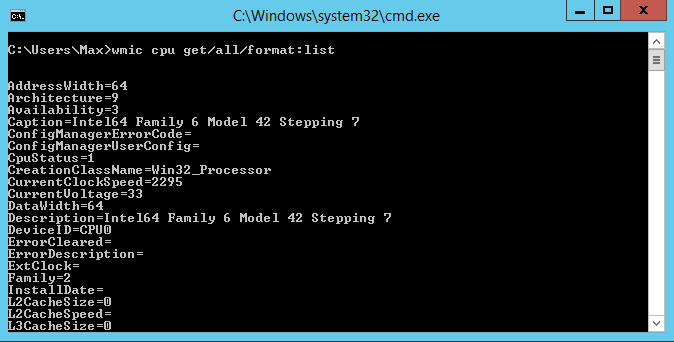 C:\Windows\system32\cmd.exe
C:\Users\Max>wmic cpu get/all/format:list
AddressWidth=64
Architecture=9
Availability=3
Caption=Intel64 Family 6 Model 42 Stepping 7
ConfigManagerErrorCode=
ConfigManagerUserConfig=
CpuStatus=1
CreationClassName=Win32_Processor
CurrentClockSpeed=2295
CurrentVoltage=33
DataWidth=64
Description=Intel64 Family 6 Model 42 Stepping 7
DeviceID=CPU0
ErrorCleared=
ErrorDescription=
ExtClock=
Family=2
InstallDate=
L2CacheSize=0
L2CacheSpeed=
L3CacheSize=0